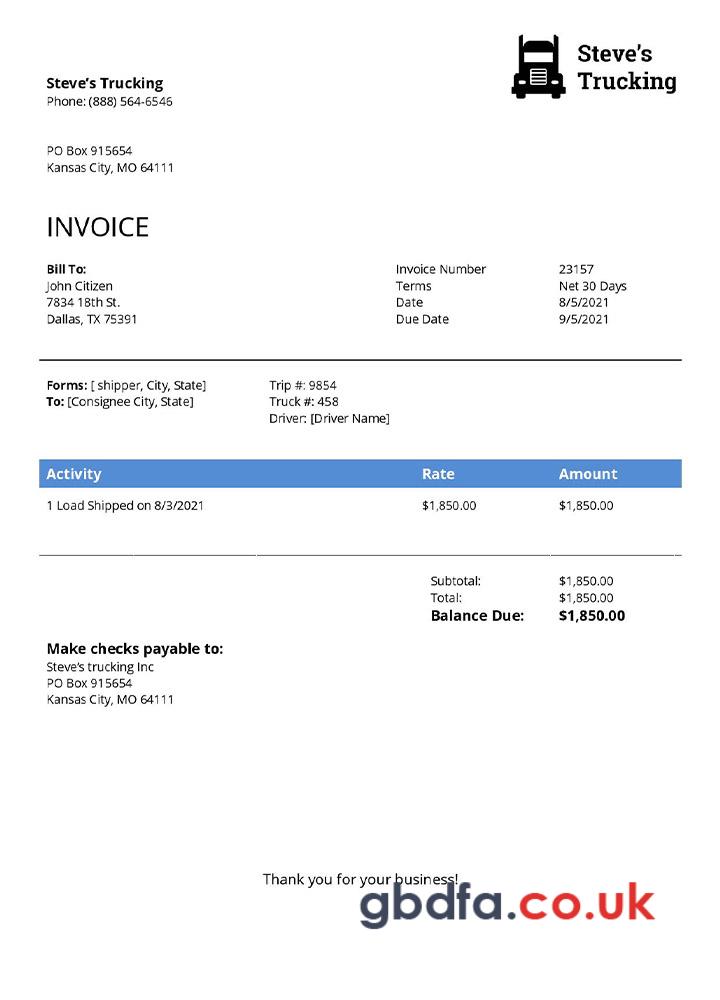 Steve's
Trucking
Steve's Trucking
Phone: (888) 564-6546
PO Box 915654
Kansas City, MO 64111
INVOICE
Bill To:
John Citizen
7834 18th St.
Dallas, TX 75391
Invoice Number 23157
Terms Net 30 Days
Date 8/5/2021
Due Date 9/5/2021
Forms: [ shipper, City, State]
To: [Consignee City, State]
Trip #: 9854
Truck #: 458
Driver: [Driver Name]
Activity Rate Amount
1 Load Shipped on 8/3/2021 $1,850.00 $1,850.00
Subtotal: $1,850.00
Total: $1,850.00
Balance Due: $1,850.00
Make checks payable to:
Steve's trucking Inc
PO Box 915654
Kansas City, MO 64111
Thank you for your business!
gbdfa.co.uk